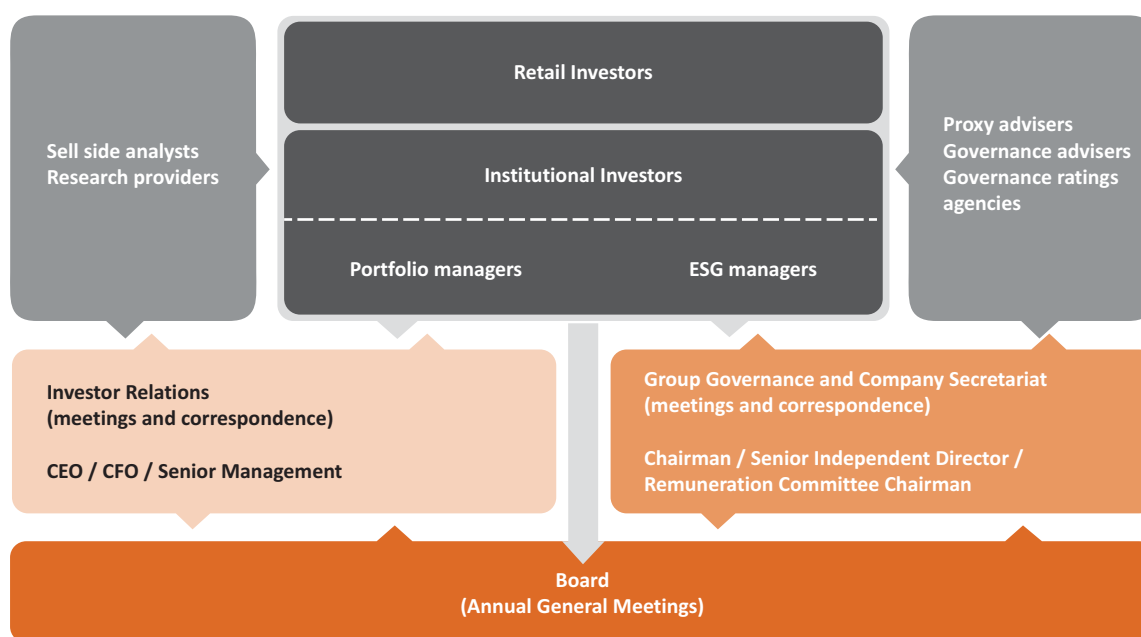 Retail Investors
Sell side analysts
Research providers
Institutional Investors
Portfolio managers
ESG managers
Proxy advisers
Governance advisers
Governance ratings
agencies
Investor Relations
(meetings and correspondence)
CEO / CFO / Senior Management
Group Governance and Company Secretariat
(meetings and correspondence)
Chairman / Senior Independent Director /
Remuneration Committee Chairman
Board
(Annual General Meetings)